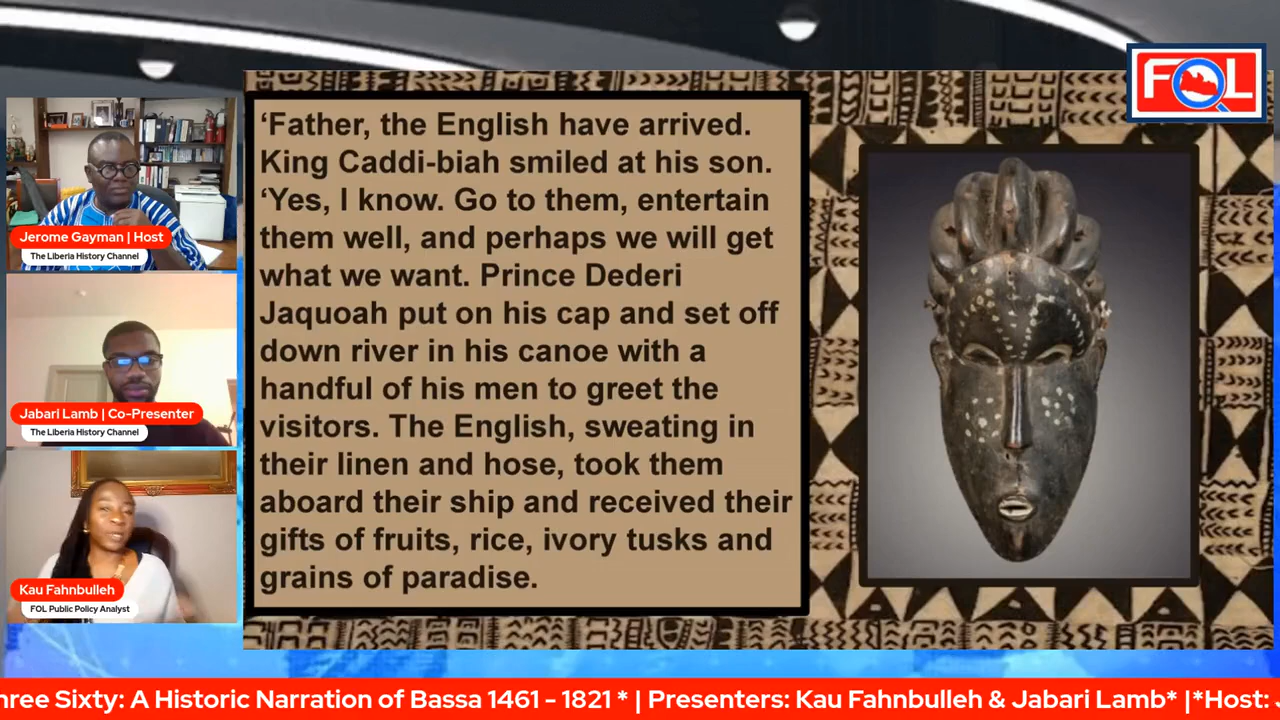 FOL
‘Father, the English have arrived.
King Caddi-biah smiled at his son.
‘Yes, I know. Go to them, entertain
them well, and perhaps we will get
what we want. Prince Dederi
Jaquoah put on his cap and set off
down river in his canoe with a
handful of his men to greet the
visitors. The English, sweating in
their linen and hose, took them
aboard their ship and received their
gifts of fruits, rice, ivory tusks and
grains of paradise.
Jerome Gayman | Host
The Liberia History Channel
Jabari Lamb | Co-Presenter
The Liberia History Channel
Kau Fahnbulleh
FOL Public Policy Analyst
hree Sixty: A Historic Narration of Bassa 1461 - 1821 * | Presenters: Kau Fahnbulleh & Jabari Lamb* |*Host: